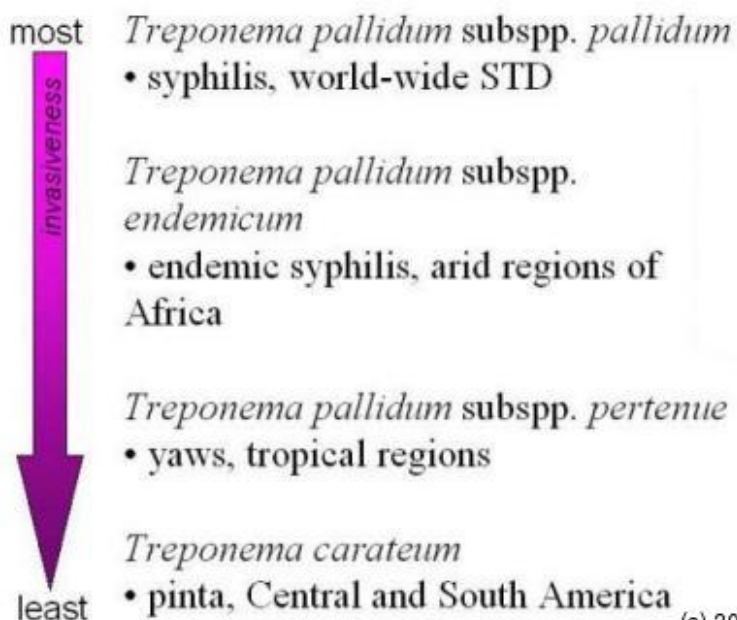 most
Treponema pallidum subspp. pallidum
• syphilis, world-wide STD
invasiveness
Treponema pallidum subspp.
endemicum
• endemic syphilis, arid regions of
Africa
Treponema pallidum subspp. pertenue
• yaws, tropical regions
Treponema carateum
• pinta, Central and South America
least